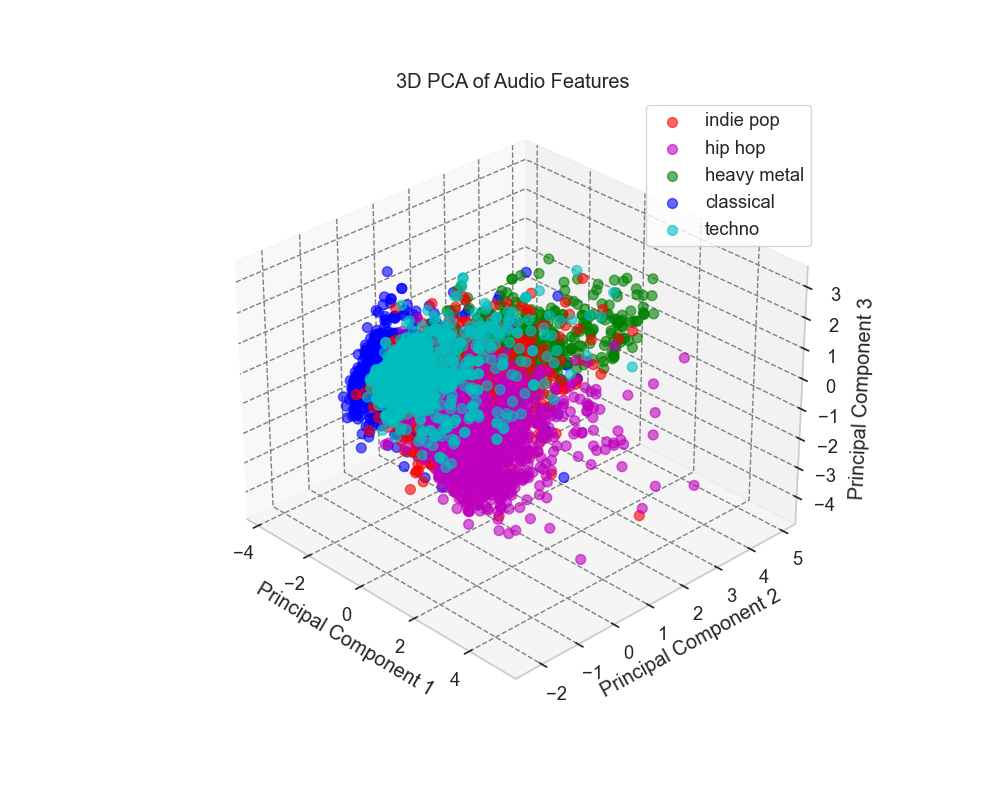 3D PCA of Audio Features
indie pop
hip hop
heavy metal
classical
techno
3
2
1
0
−1
−2
−3
−4
Principal Component 3
−4
−2
0
2
4
Principal Component 1
−2
−1
0
1
2
3
4
5
Principal Component 2